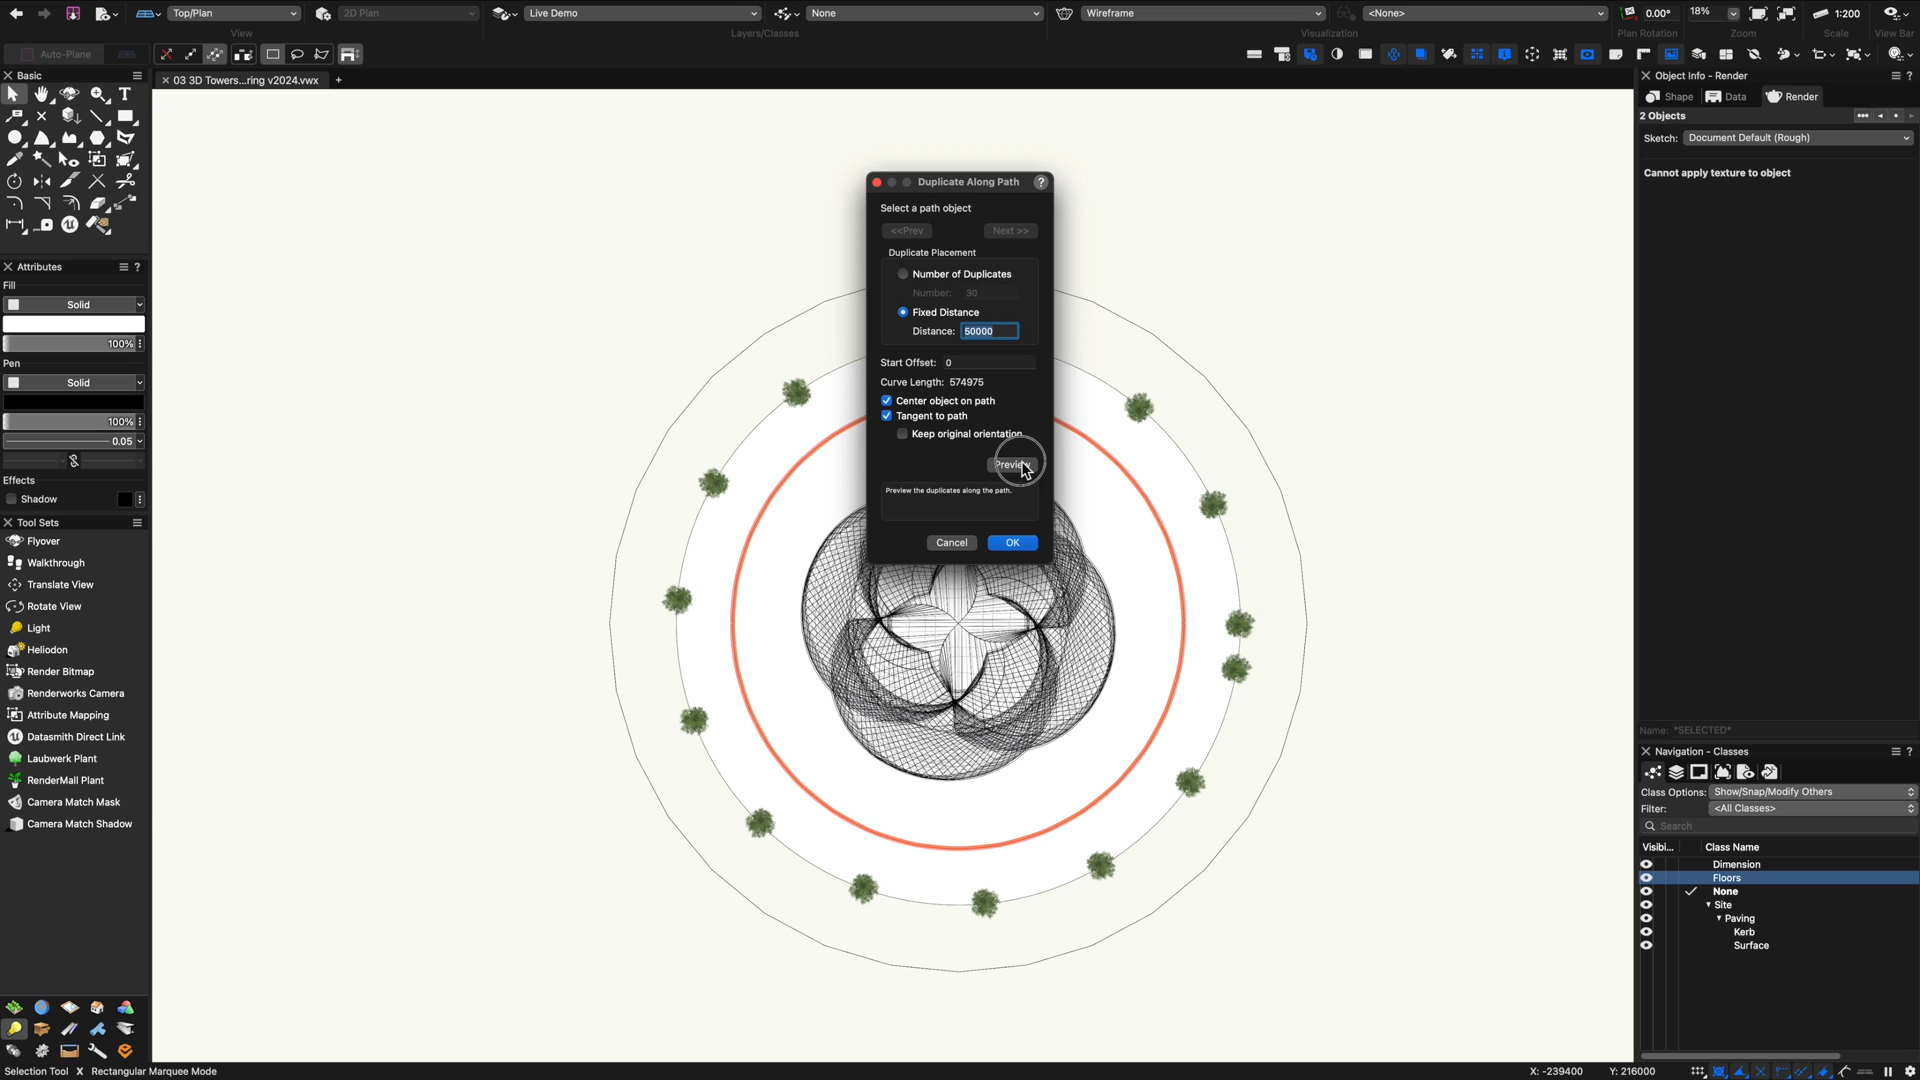 Top/Plan
2D Plan
Live Demo
None
Wireframe
<None>
0.00°
18%
1:200
View
Layers/Classes
Visualization
Plan Rotation
Zoom
Scale
View Bar
Auto-Plane
Basic
03 3D Towers...ring v2024.vwx
Object Info - Render
Shape
Data
Render
2 Objects
Sketch: Document Default (Rough)
Cannot apply texture to object
Duplicate Along Path
Select a path object
<<Prev
Next >>
Duplicate Placement
Number of Duplicates
Number: 30
Fixed Distance
Distance: 50000
Start Offset: 0
Curve Length: 574975
Center object on path
Tangent to path
Keep original orientation
Preview
Preview the duplicates along the path.
Cancel
OK
Attributes
Fill
Solid
100%
Pen
Solid
100%
0.05
Effects
Shadow
Tool Sets
Flyover
Walkthrough
Translate View
Rotate View
Light
Heliodon
Render Bitmap
Renderworks Camera
Attribute Mapping
Datasmith Direct Link
Laubwerk Plant
RenderMall Plant
Camera Match Mask
Camera Match Shadow
Name: *SELECTED*
Navigation - Classes
Class Options: Show/Snap/Modify Others
Filter: <All Classes>
Search
Visibi...
Class Name
Dimension
Floors
None
Site
Paving
Kerb
Surface
Selection Tool
Rectangular Marquee Mode
X: -239400
Y: 216000